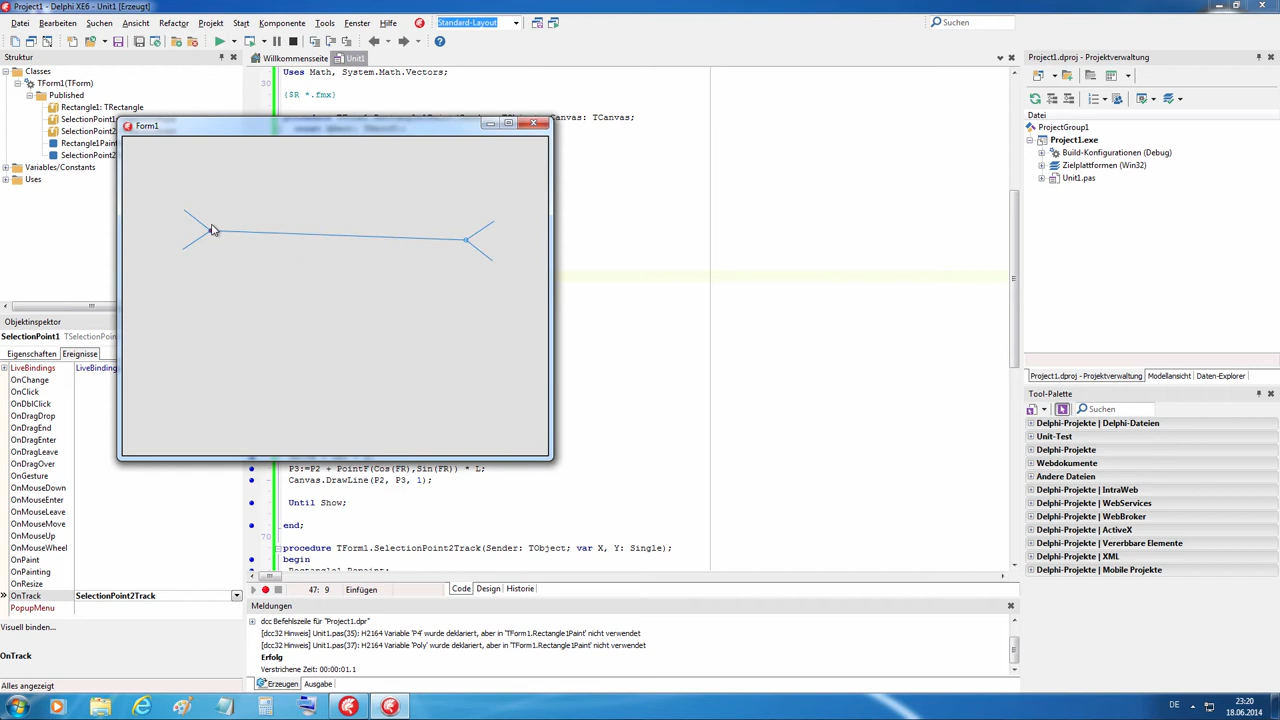 Project1 - Delphi XE6 - Unit1 [Erzeugt]
Datei Bearbeiten Suchen Ansicht Refactor Projekt Start Komponente Tools Fenster Hilfe Standard-Layout Suchen
Struktur
Classes
TForm1(TForm)
Published
Rectangle1: TRectangle
SelectionPoint1
SelectionPoint2
Rectangle1Pain
SelectionPoint2
Variables/Constants
Uses
Willkommensseite Unit1
Uses Math, System.Math.Vectors;
30
{$R *.fmx}
Canvas: TCanvas;
Form1
P3:=P2 + PointF(Cos(FR),Sin(FR)) * L;
Canvas.DrawLine(P2, P3, 1);
Until Show;
end;
70
procedure TForm1.SelectionPoint2Track(Sender: TObject; var X, Y: Single);
begin
Rectangle1.Repaint;
47: 9 Einfügen Code Design Historie
Objektinspektor
SelectionPoint1 TSelectionPoin
Eigenschaften Ereignisse
LiveBindings LiveBinding
OnChange
OnClick
OnDblClick
OnDragDrop
OnDragEnd
OnDragEnter
OnDragLeave
OnDragOver
OnGesture
OnMouseDown
OnMouseEnter
OnMouseLeave
OnMouseMove
OnMouseUp
OnMouseWheel
OnPaint
OnPainting
OnResize
OnTrack SelectionPoint2Track
PopupMenu
Visuell binden...
OnTrack
Alles angezeigt
Meldungen
dcc Befehlszeile für "Project1.dpr"
[dcc32 Hinweis] Unit1.pas(35): H2164 Variable 'P4' wurde deklariert, aber in 'TForm1.Rectangle1Paint' nicht verwendet
[dcc32 Hinweis] Unit1.pas(37): H2164 Variable 'Poly' wurde deklariert, aber in 'TForm1.Rectangle1Paint' nicht verwendet
Erfolg
Verstrichene Zeit: 00:00:01.1
Erzeugen Ausgabe
Project1.dproj - Projektverwaltung
Datei
ProjectGroup1
Project1.exe
Build-Konfigurationen (Debug)
Zielplattformen (Win32)
Unit1.pas
Project1.dproj - Projektverwaltung Modellansicht Daten-Explorer
Tool-Palette
Suchen
Delphi-Projekte | Delphi-Dateien
Unit-Test
Delphi-Projekte
Webdokumente
Andere Dateien
Delphi-Projekte | IntraWeb
Delphi-Projekte | WebServices
Delphi-Projekte | WebBroker
Delphi-Projekte | ActiveX
Delphi-Projekte | Vererbbare Elemente
Delphi-Projekte | XML
Delphi-Projekte | Mobile Projekte
DE
23:20
18.06.2014